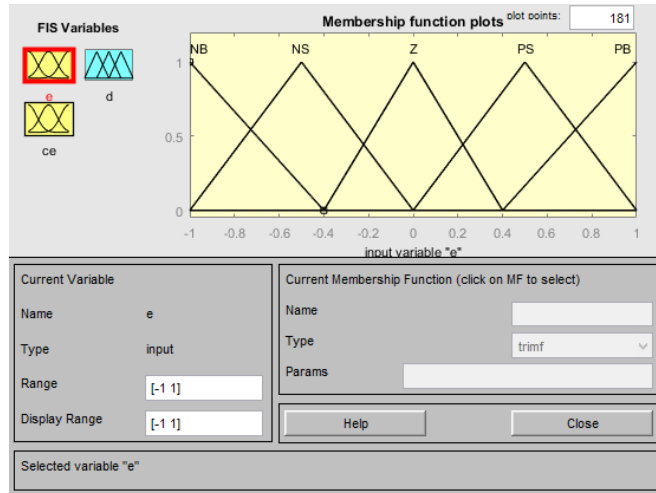 FIS Variables
Membership function plots
plot points:
181
e
d
ce
NB
NS
Z
PS
PB
1
0.5
0
-1
-0.8
-0.6
-0.4
-0.2
0
0.2
0.4
0.6
0.8
1
input variable "e"
Current Variable
Name
e
Type
input
Range
[-1 1]
Display Range
[-1 1]
Current Membership Function (click on MF to select)
Name
Type
trimf
Params
Help
Close
Selected variable "e"